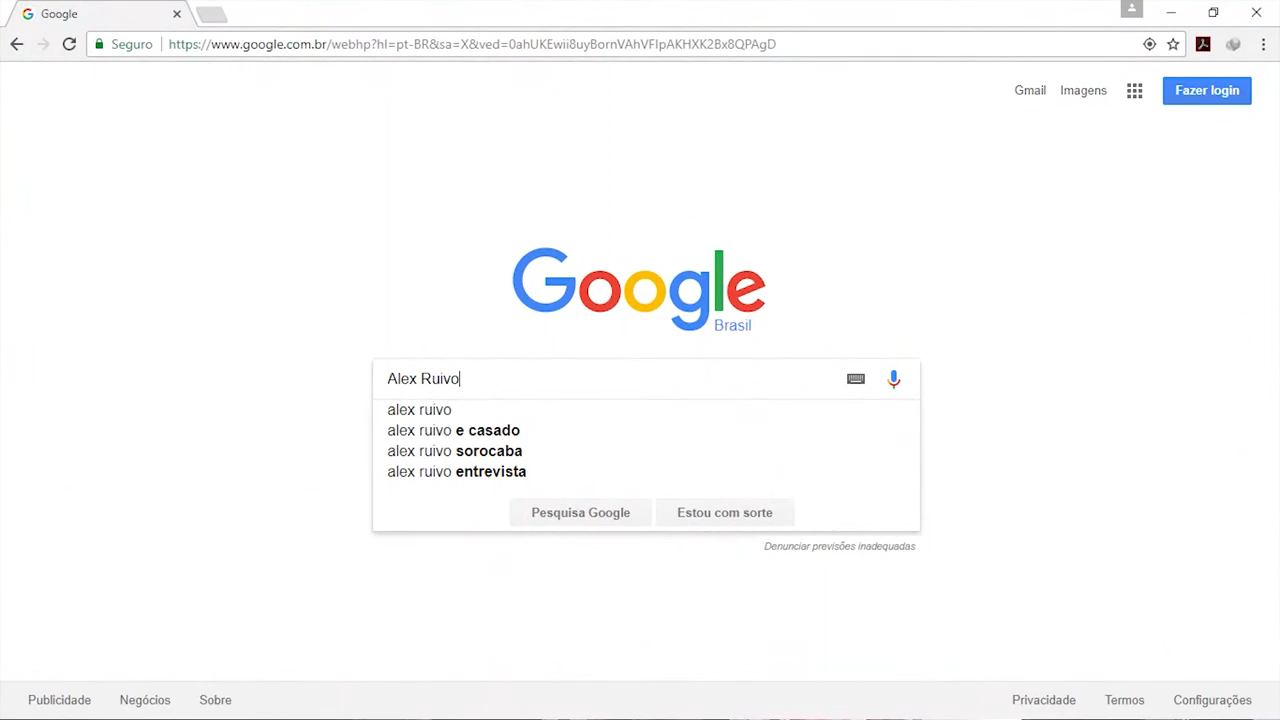 Google
Seguro https://www.google.com.br/webhp?hl=pt-BR&sa=X&ved=0ahUKEwii8uyBornVAhVFIpAKHXK2Bx8QPAgD
Gmail Imagens Fazer login
Google
Brasil
Alex Ruivo
alex ruivo
alex ruivo e casado
alex ruivo sorocaba
alex ruivo entrevista
Pesquisa Google Estou com sorte
Denunciar previsões inadequadas
Publicidade Negócios Sobre Privacidade Termos Configurações